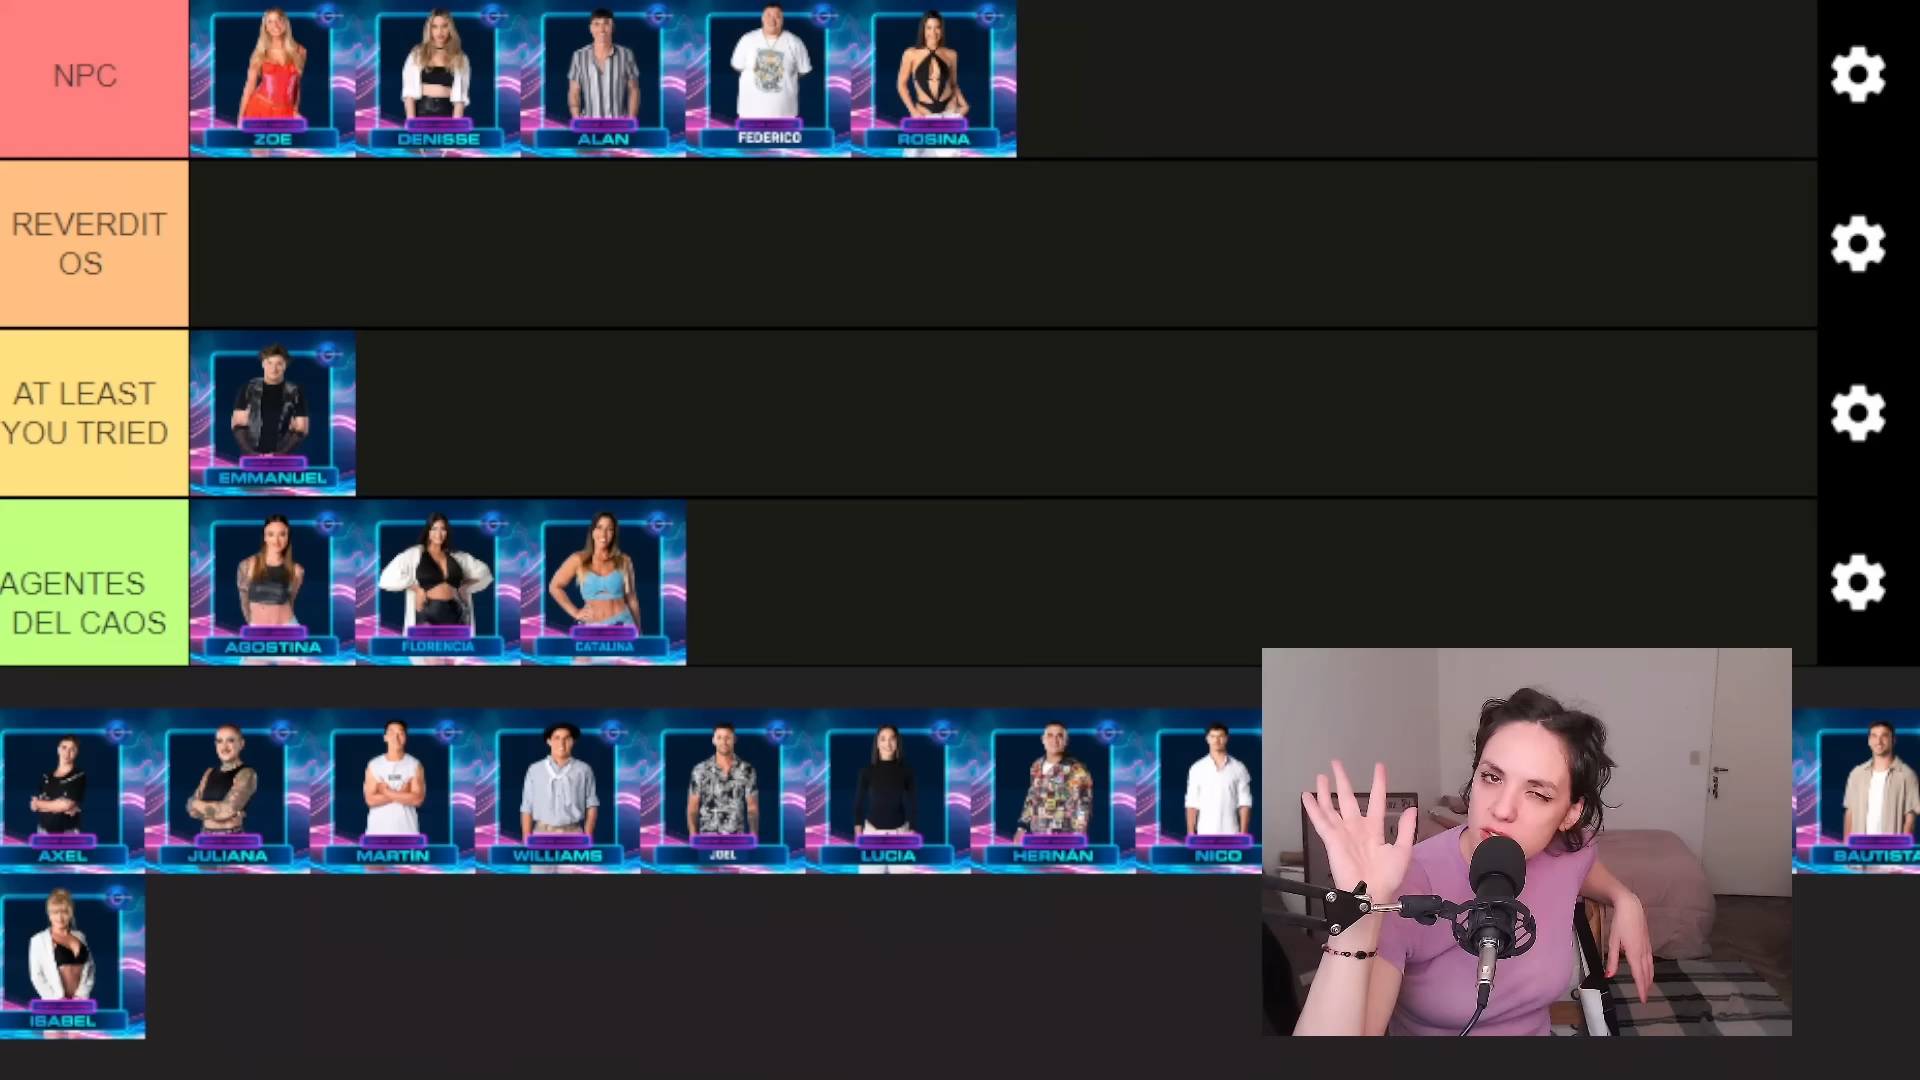 NPC
ZOE
DENISSE
ALAN
FEDERICO
ROSINA
REVERDIT
OS
AT LEAST
YOU TRIED
EMMANUEL
AGENTES
DEL CAOS
AGOSTINA
FLORENCIA
CATALINA
AXEL
JULIANA
MARTÍN
WILLIAMS
JOEL
LUCIA
HERNÁN
NICO
BAUTISTA
ISABEL